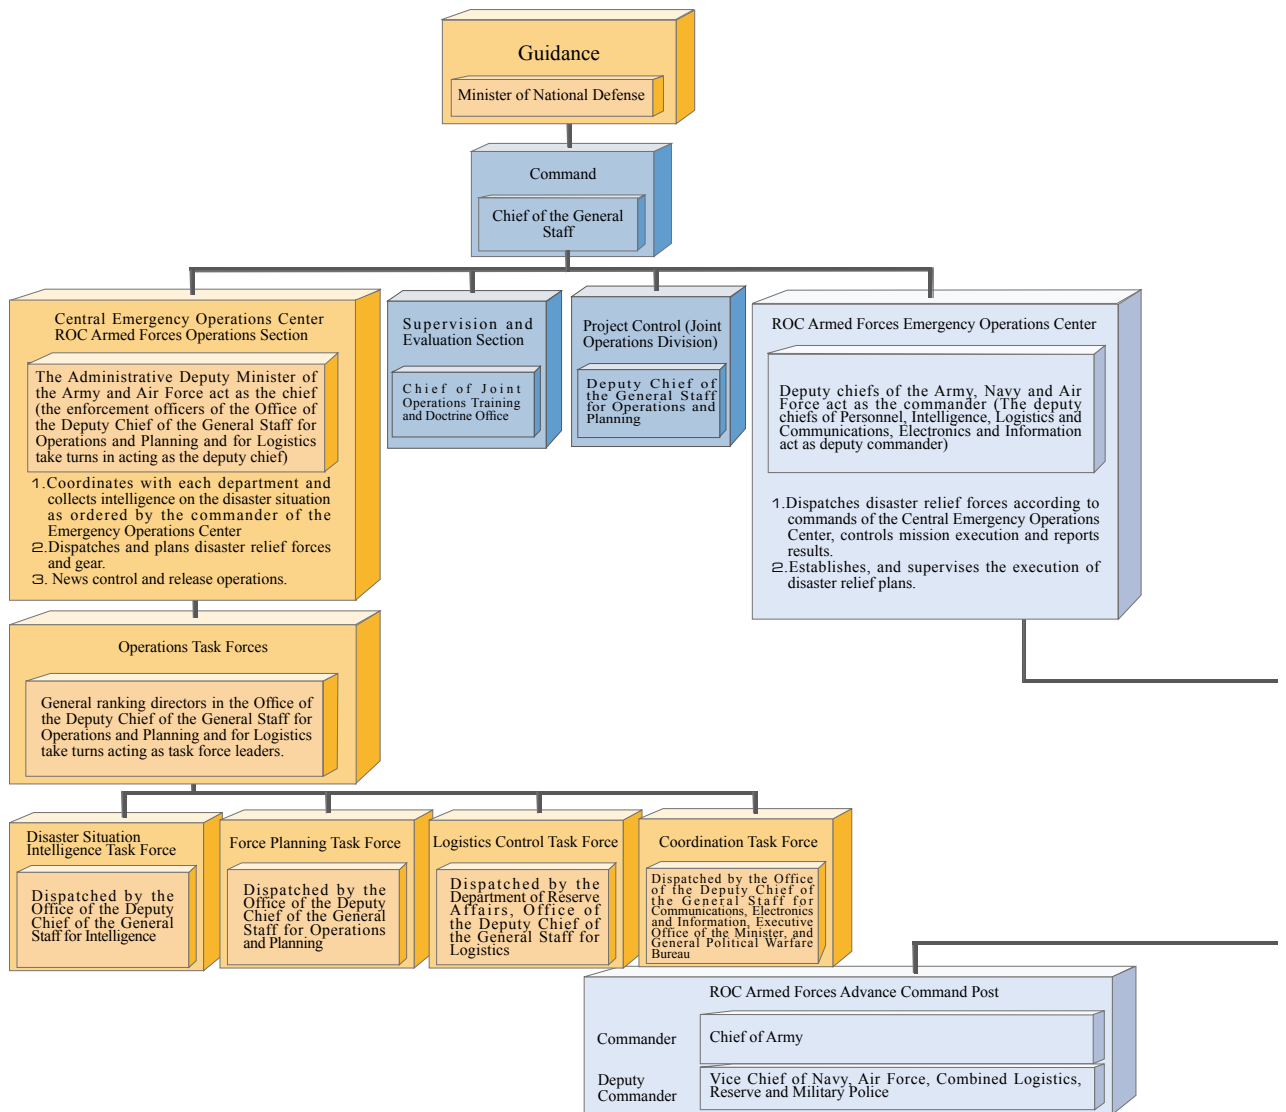 Guidance
Minister of National Defense
Command
Chief of the General
Staff
Central Emergency Operations Center
ROC Armed Forces Operations Section
The Administrative Deputy Minister of
the Army and Air Force act as the chief
(the enforcement officers of the Office of
the Deputy Chief of the General Staff for
Operations and Planning and for Logistics
take turns in acting as the deputy chief)
1.Coordinates with each department and
collects intelligence on the disaster situation
as ordered by the commander of the
Emergency Operations Center
2.Dispatches and plans disaster relief forces
and gear.
3. News control and release operations.
Supervision and
Evaluation Section
Chief of Joint
Operations Training
and Doctrine Office
Project Control (Joint
Operations Division)
Deputy Chief of
the General Staff
for Operations and
Planning
ROC Armed Forces Emergency Operations Center
Deputy chiefs of the Army, Navy and Air
Force act as the commander (The deputy
chiefs of Personnel, Intelligence, Logistics and
Communications, Electronics and Information
act as deputy commander)
1.Dispatches disaster relief forces according to
commands of the Central Emergency Operations
Center, controls mission execution and reports
results.
2.Establishes, and supervises the execution of
disaster relief plans.
Operations Task Forces
General ranking directors in the Office of
the Deputy Chief of the General Staff for
Operations and Planning and for Logistics
take turns acting as task force leaders.
Disaster Situation
Intelligence Task Force
Dispatched by the
Office of the Deputy
Chief of the General
Staff for Intelligence
Force Planning Task Force
Dispatched by the
Office of the Deputy
Chief of the General
Staff for Operations
and Planning
Logistics Control Task Force
Dispatched by the
Department of Reserve
Affairs, Office of
the Deputy Chief of
the General Staff for
Logistics
Coordination Task Force
Dispatched by the Office
of the Deputy Chief of
the General Staff for
Communications, Electronics
and Information, Executive
Office of the Minister, and
General Political Warfare
Bureau
ROC Armed Forces Advance Command Post
Commander
Chief of Army
Deputy
Commander
Vice Chief of Navy, Air Force, Combined Logistics,
Reserve and Military Police